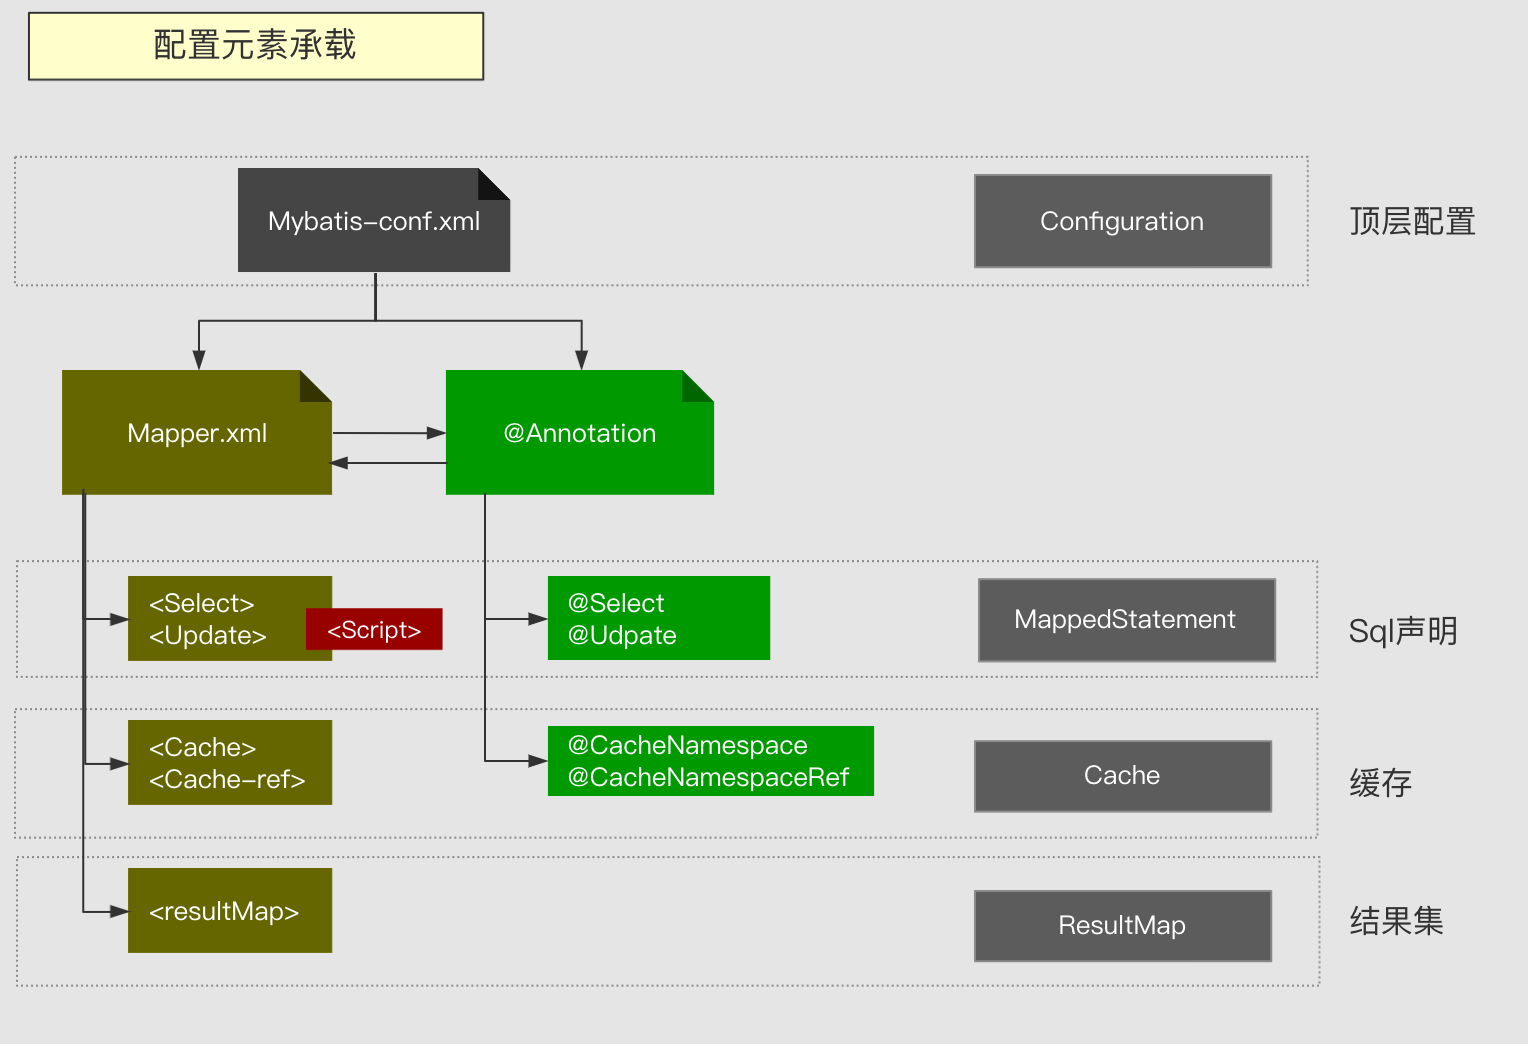 配置元素承载
Mybatis-conf.xml
Configuration
顶层配置
Mapper.xml
@Annotation
<Select>
<Update>
<Script>
@Select
@Udpate
MappedStatement
Sql声明
<Cache>
<Cache-ref>
@CacheNamespace
@CacheNamespaceRef
Cache
缓存
<resultMap>
ResultMap
结果集